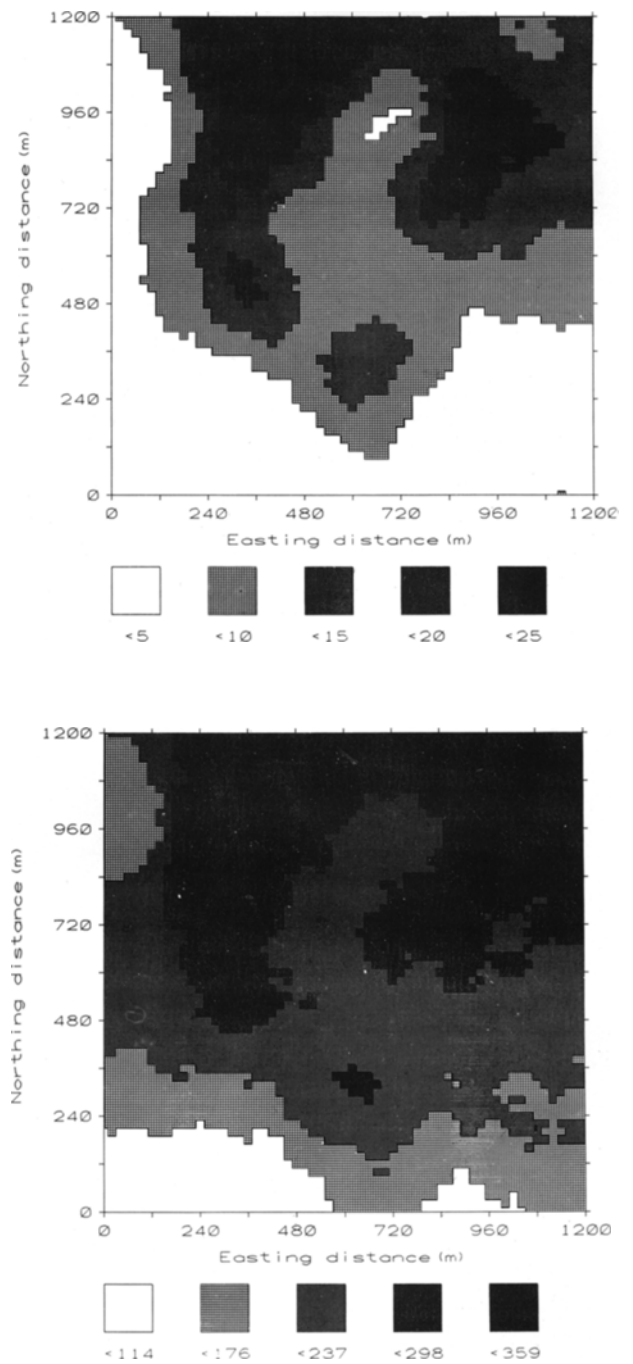 1200
960
720
480
240
0
Northing distance (m)
0 240 480 720 960 1200
Easting distance (m)
<5 <10 <15 <20 <25
1200
960
720
480
240
0
Northing distance (m)
0 240 480 720 960 1200
Easting distance (m)
<114 <176 <237 <298 <359